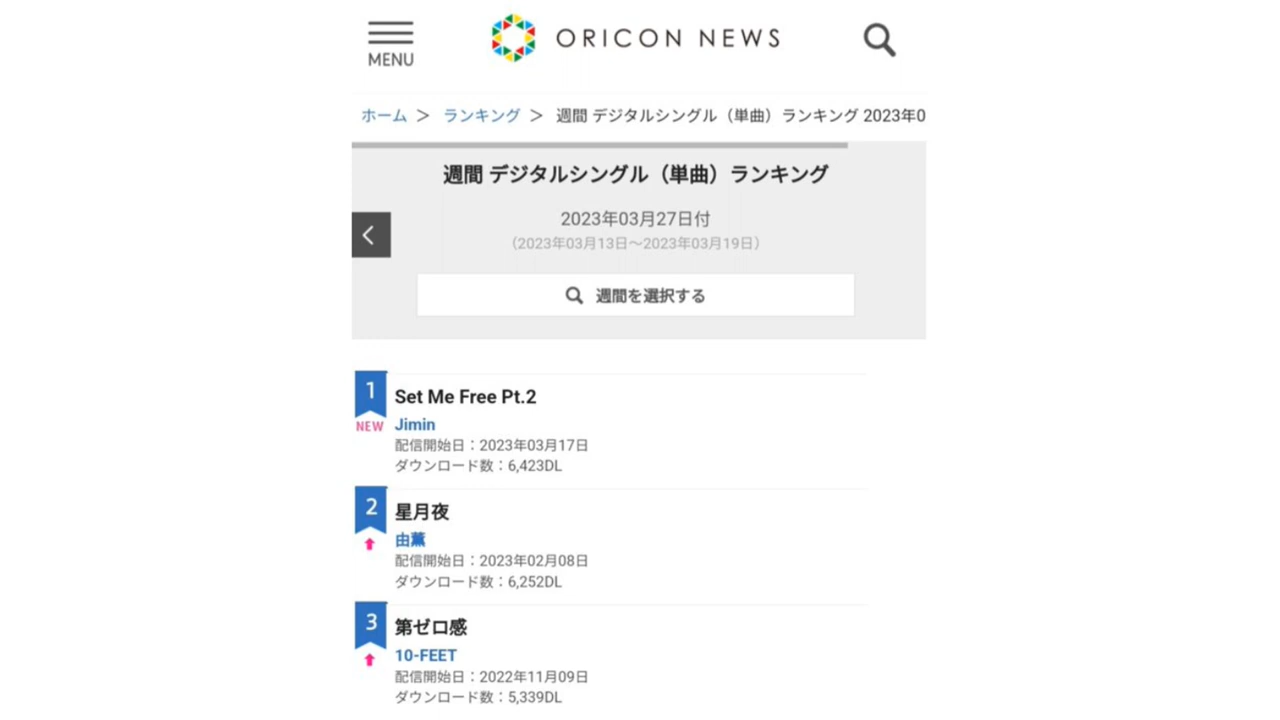 MENU
ORICON NEWS
ホーム > ランキング > 週間 デジタルシングル（単曲）ランキング 2023年0
週間 デジタルシングル（単曲）ランキング
2023年03月27日付
（2023年03月13日～2023年03月19日）
週間を選択する
1
NEW
Set Me Free Pt.2
Jimin
配信開始日：2023年03月17日
ダウンロード数：6,423DL
2
星月夜
由薫
配信開始日：2023年02月08日
ダウンロード数：6,252DL
3
第ゼロ感
10-FEET
配信開始日：2022年11月09日
ダウンロード数：5,339DL